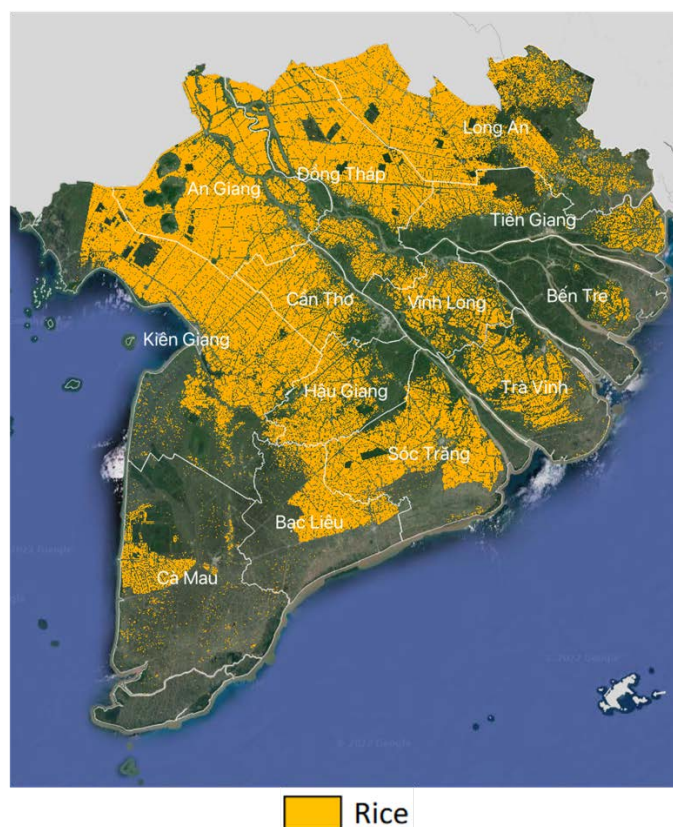 Long An
Đồng Tháp
An Giang
Tiền Giang
Cần Thơ
Vĩnh Long
Bến Tre
Kiên Giang
Hậu Giang
Trà Vinh
Sóc Trăng
Bạc Liêu
Cà Mau
Rice